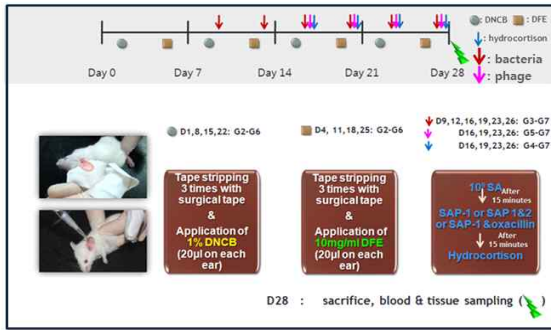 DNCB
DFE
: hydrocortison
: bacteria
: phage
Day 0
Day 7
Day 14
Day 21
Day 28
D1,8,15,22: G2-G6
D4, 11,18,25: G2-G6
D9,12,16,19,23,26: G3-G7
D16,19,23,26: G5-G7
D16,19,23,26: G4-G7
Tape stripping
3 times with
surgical tape
&
Application of
1% DNCB
(20µl on each
ear)
Tape stripping
3 times with
surgical tape
&
Application of
10mg/ml DFE
(20µl on each
ear)
SA
After
15 minutes
SAP-1 or SAP 1&2
or SAP-1 &oxacillin
After
15 minutes
Hydrocortison
D28 : sacrifice, blood & tissue sampling ( )